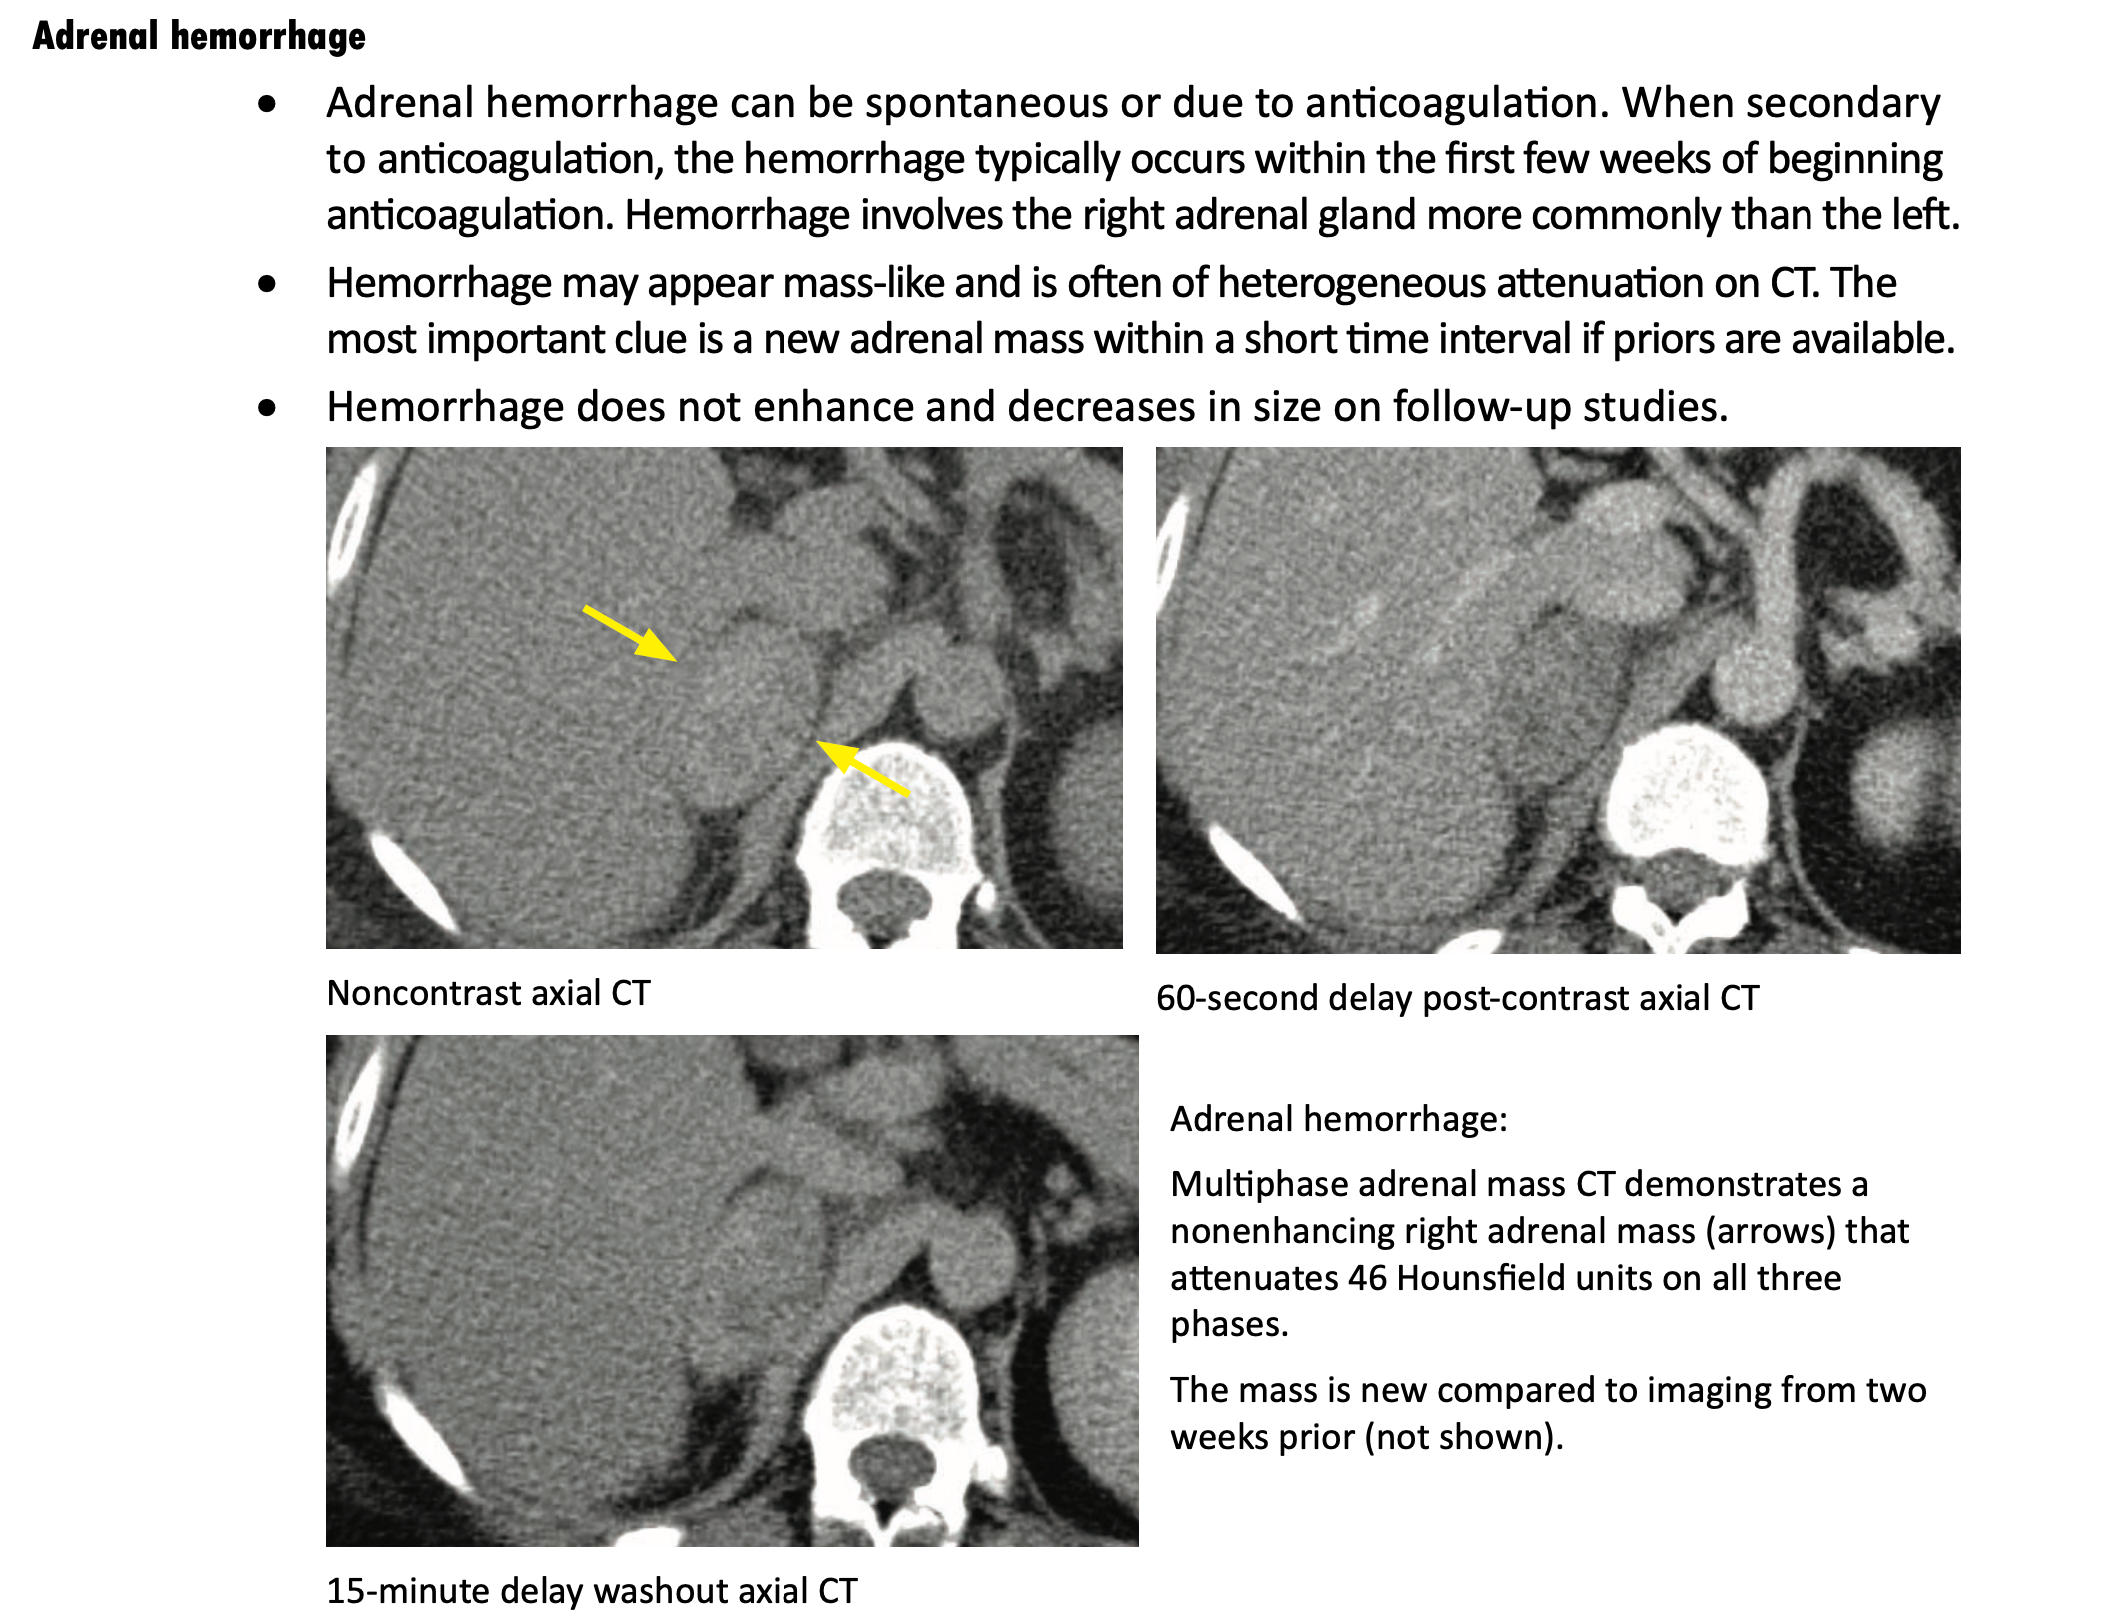 Adrenal hemorrhage
• Adrenal hemorrhage can be spontaneous or due to anticoagulation. When secondary
to anticoagulation, the hemorrhage typically occurs within the first few weeks of beginning
anticoagulation. Hemorrhage involves the right adrenal gland more commonly than the left.
• Hemorrhage may appear mass-like and is often of heterogeneous attenuation on CT. The
most important clue is a new adrenal mass within a short time interval if priors are available.
• Hemorrhage does not enhance and decreases in size on follow-up studies.
Noncontrast axial CT
60-second delay post-contrast axial CT
Adrenal hemorrhage:
Multiphase adrenal mass CT demonstrates a
nonenhancing right adrenal mass (arrows) that
attenuates 46 Hounsfield units on all three
phases.
The mass is new compared to imaging from two
weeks prior (not shown).
15-minute delay washout axial CT